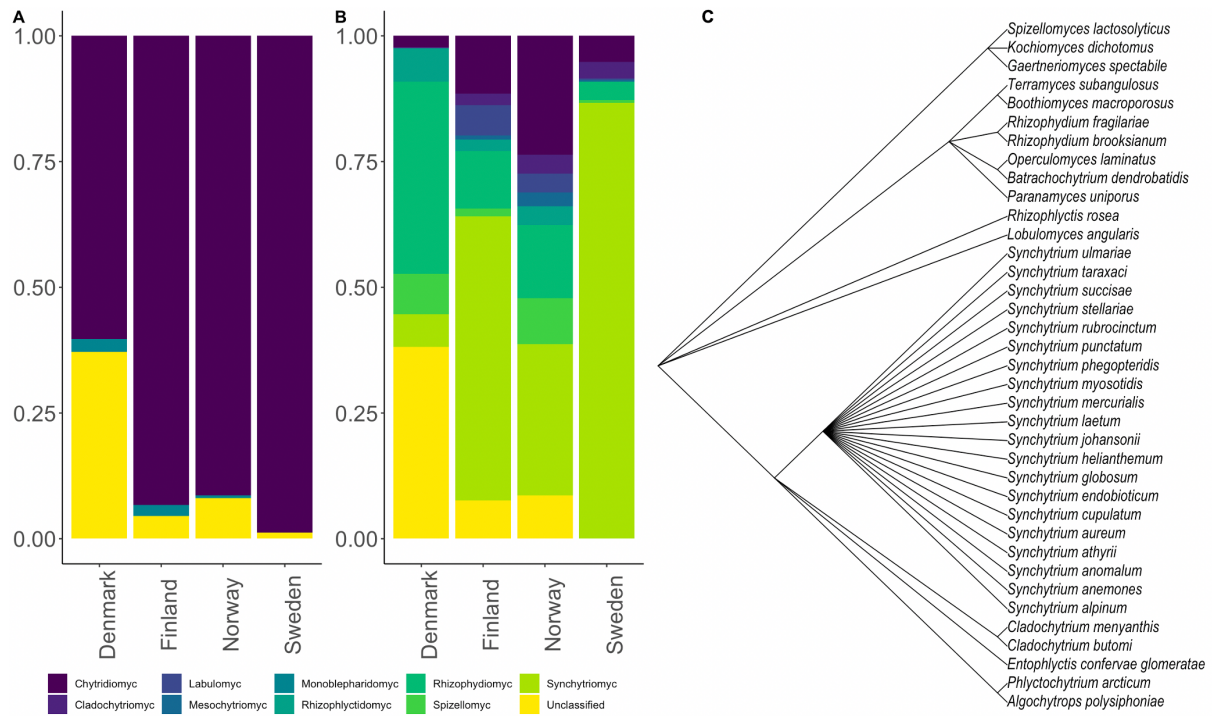 A
1.00
0.75
0.50
0.25
0.00
Denmark
Finland
Norway
Sweden
B
1.00
0.75
0.50
0.25
0.00
Denmark
Finland
Norway
Sweden
Chytridiomyc
Labulomyc
Monoblepharidomyc
Rhizophydiomyc
Synchytriomyc
Cladochytriomyc
Mesochytriomyc
Rhizophlyctidomyc
Spizellomyc
Unclassified
C
Spizellomyces lactosolyticus
Kochiomyces dichotomus
Gaertneriomyces spectabile
Terramyces subangulosus
Boothiomyces macroporosus
Rhizophydium fragilariae
Rhizophydium brooksianum
Operculomyces laminatus
Batrachochytrium dendrobatidis
Paranamyces uniporus
Rhizophlyctis rosea
Lobulomyces angularis
Synchytrium ulmariae
Synchytrium taraxaci
Synchytrium succisae
Synchytrium stellariae
Synchytrium rubrocinctum
Synchytrium punctatum
Synchytrium phegopteridis
Synchytrium myosotidis
Synchytrium mercurialis
Synchytrium laetum
Synchytrium johansonii
Synchytrium helianthemum
Synchytrium globosum
Synchytrium endobioticum
Synchytrium cupulatum
Synchytrium aureum
Synchytrium athyrii
Synchytrium anomalum
Synchytrium anemones
Synchytrium alpinum
Cladochytrium menyanthis
Cladochytrium butomi
Entophlyctis confervae glomeratae
Phlyctochytrium arcticum
Algochytrops polysiphoniae